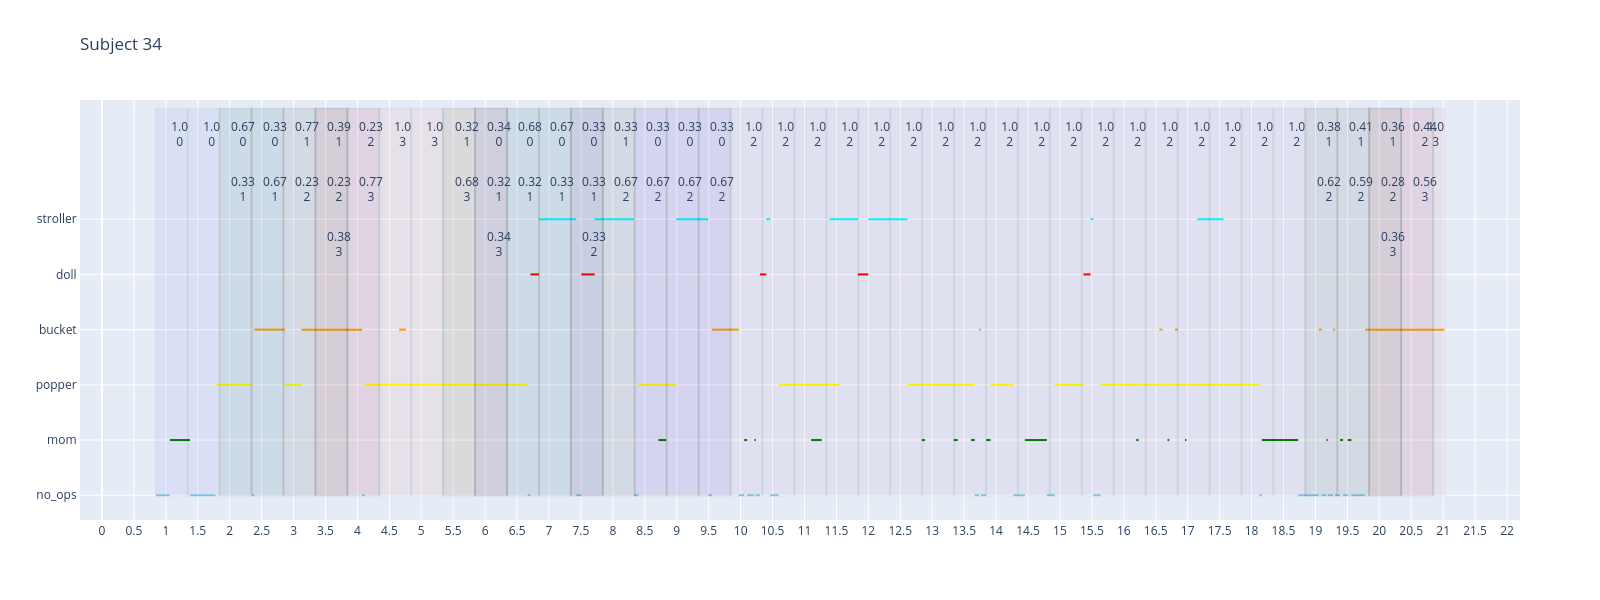 Subject 34
1.0 1.0 0.67 0.33 0.77 0.39 0.23 1.0 1.0 0.32 0.34 0.68 0.67 0.33 0.33 0.33 0.33 0.33 1.0 1.0 1.0 1.0 1.0 1.0 1.0 1.0 1.0 1.0 1.0 1.0 1.0 1.0 1.0 1.0 1.0 1.0 0.38 0.41 0.36
0 0 0 0 1 1 2 3 3 1 0 0 0 0 1 0 0 0 2 2 2 2 2 2 2 2 2 2 2 2 2 2 2 2 2 2 1 1 1 2 3
0.33 0.67 0.23 0.23 0.77 0.68 0.32 0.32 0.33 0.33 0.67 0.67 0.67 0.67 0.62 0.59 0.28 0.56
1 1 2 2 3 3 1 1 1 1 2 2 2 2 2 2 2 3
stroller
0.38 0.34 0.33 0.36
3 3 2 3
doll
bucket
popper
mom
no_ops
0 0.5 1 1.5 2 2.5 3 3.5 4 4.5 5 5.5 6 6.5 7 7.5 8 8.5 9 9.5 10 10.5 11 11.5 12 12.5 13 13.5 14 14.5 15 15.5 16 16.5 17 17.5 18 18.5 19 19.5 20 20.5 21 21.5 22